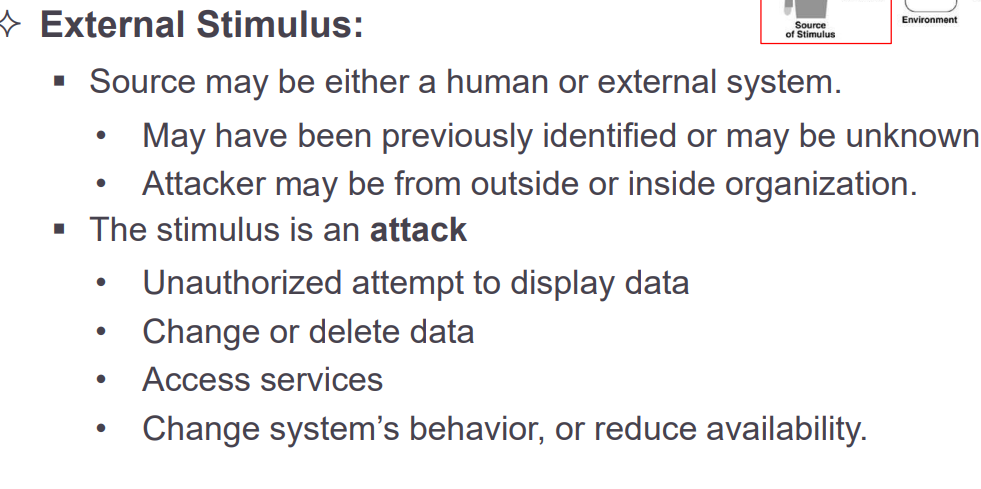 ✧ External Stimulus:
Source
of Stimulus
Environment
▪ Source may be either a human or external system.
• May have been previously identified or may be unknown
• Attacker may be from outside or inside organization.
▪ The stimulus is an attack
• Unauthorized attempt to display data
• Change or delete data
• Access services
• Change system’s behavior, or reduce availability.